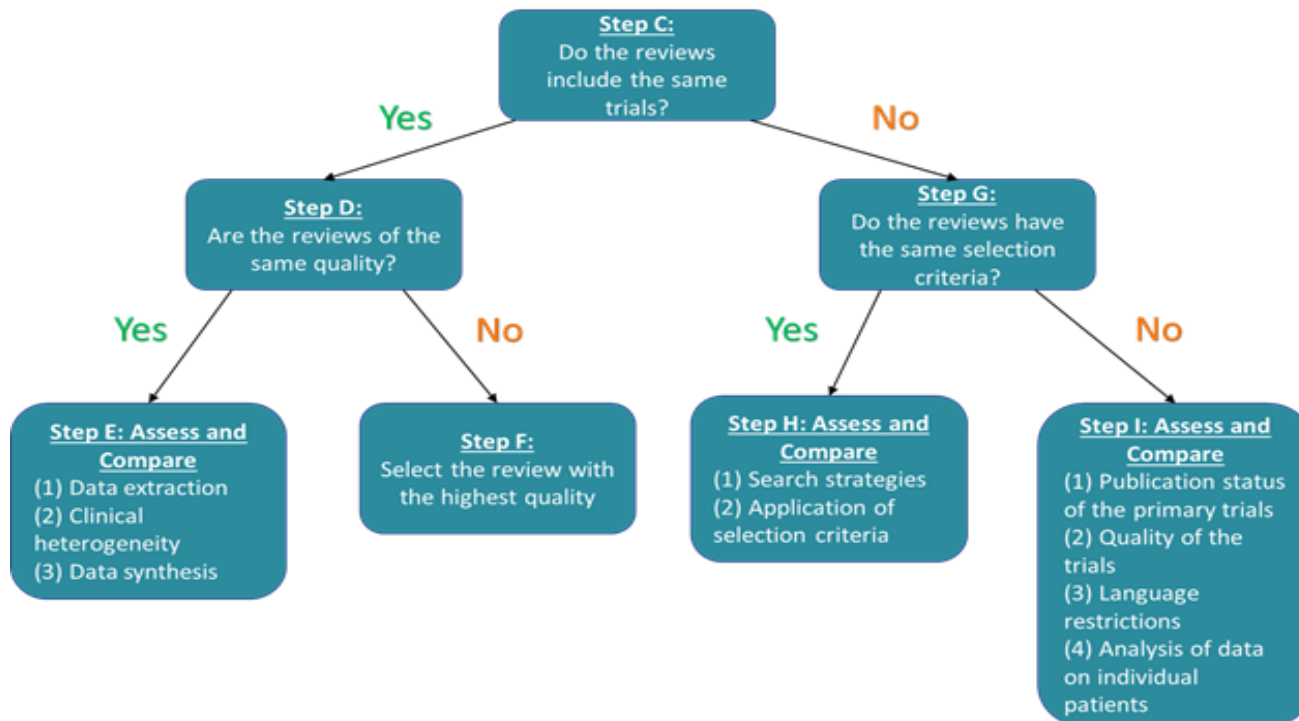 Step C:
Do the reviews
include the same
trials?
Yes
No
Step D:
Are the reviews of the
same quality?
Step G:
Do the reviews have
the same selection
criteria?
Yes
No
Yes
No
Step E: Assess and
Compare
(1) Data extraction
(2) Clinical
heterogeneity
(3) Data synthesis
Step F:
Select the review with
the highest quality
Step H: Assess and
Compare
(1) Search strategies
(2) Application of
selection criteria
Step I: Assess and
Compare
(1) Publication status
of the primary trials
(2) Quality of the
trials
(3) Language
restrictions
(4) Analysis of data
on individual
patients